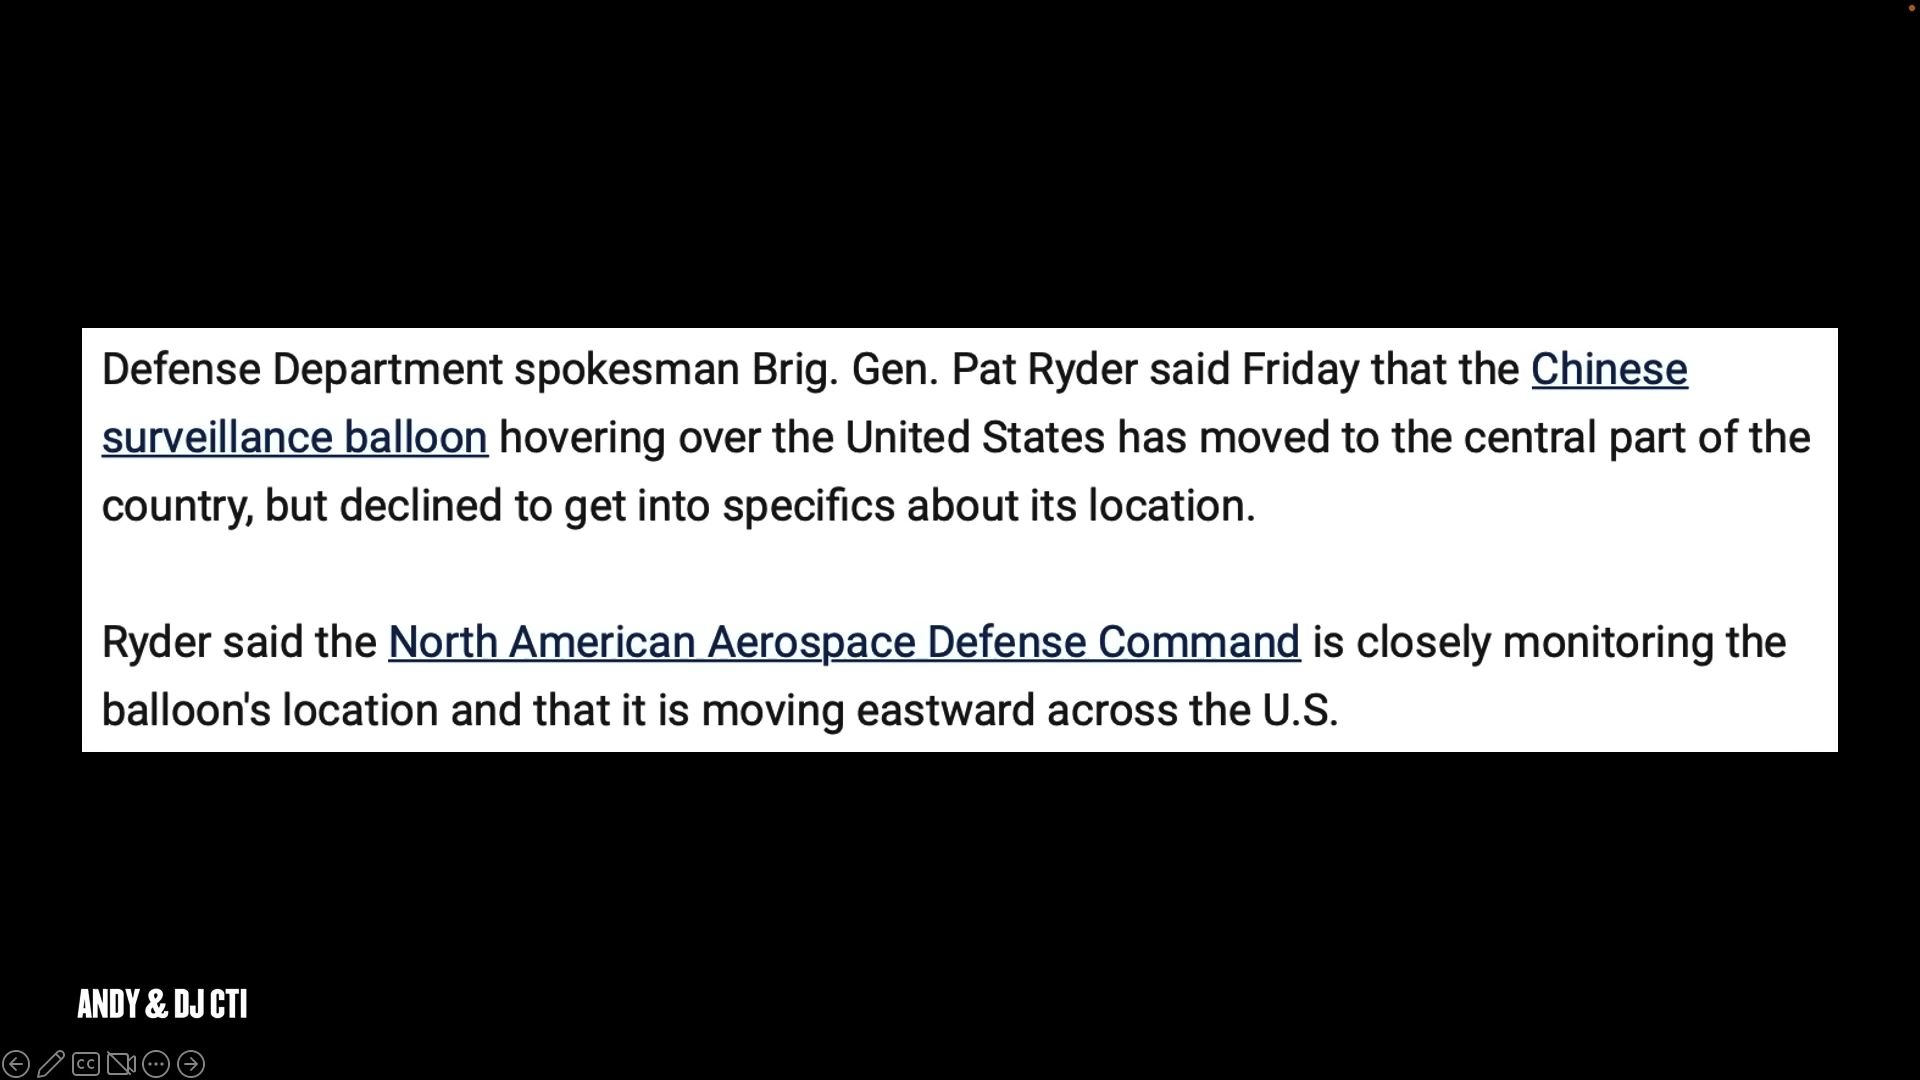 Defense Department spokesman Brig. Gen. Pat Ryder said Friday that the Chinese
surveillance balloon hovering over the United States has moved to the central part of the
country, but declined to get into specifics about its location.
Ryder said the North American Aerospace Defense Command is closely monitoring the
balloon's location and that it is moving eastward across the U.S.
ANDY & DJ CTI
CC